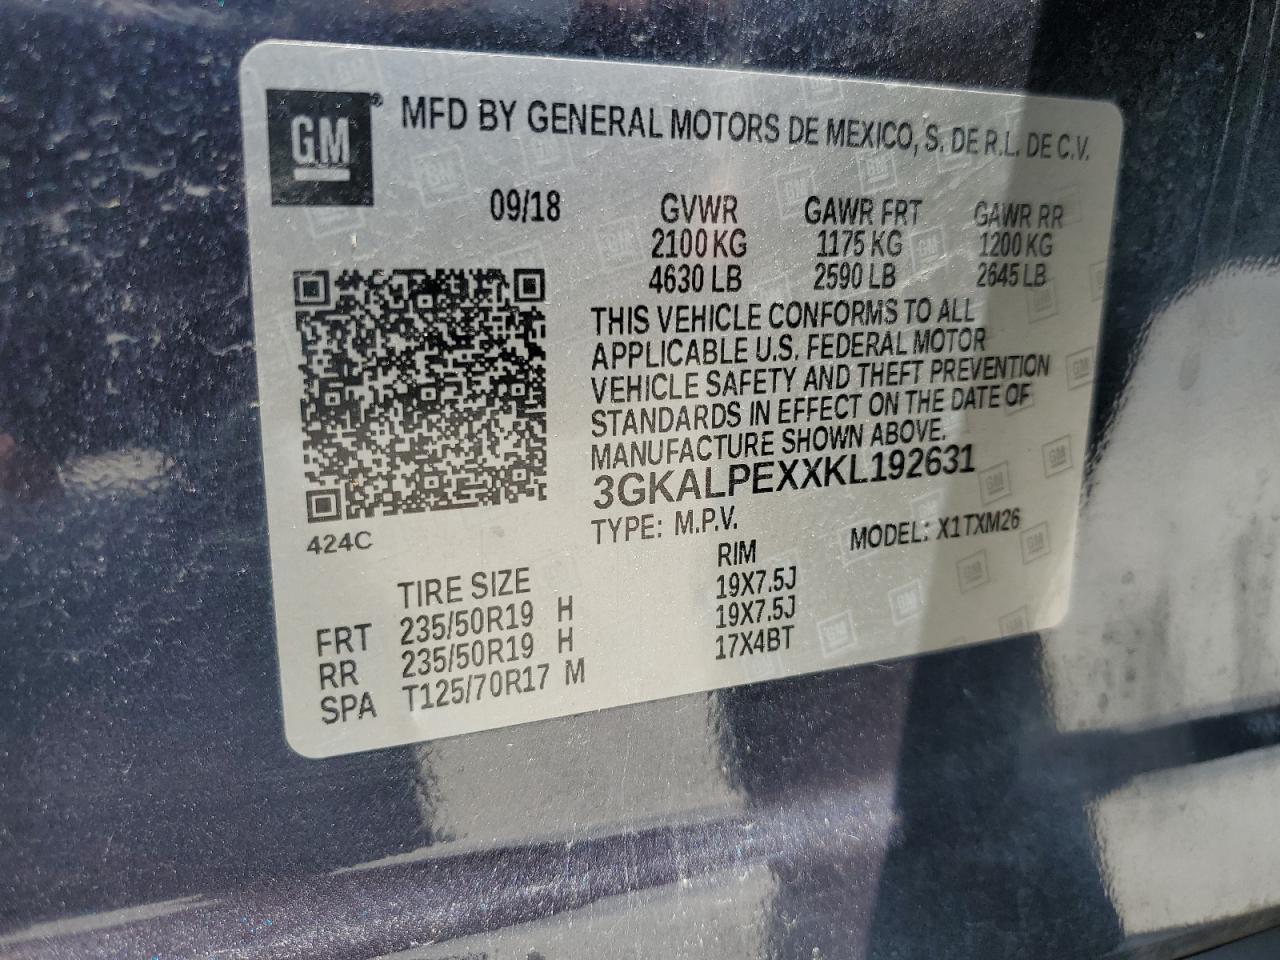 GM® MFD BY GENERAL MOTORS DE MEXICO, S. DE R.L. DE C.V.
09/18 GVWR GAWR FRT GAWR RR
2100 KG 1175 KG 1200 KG
4630 LB 2590 LB 2645 LB
THIS VEHICLE CONFORMS TO ALL
APPLICABLE U.S. FEDERAL MOTOR
VEHICLE SAFETY AND THEFT PREVENTION
STANDARDS IN EFFECT ON THE DATE OF
MANUFACTURE SHOWN ABOVE.
3GKALPEXXKL192631
TYPE: M.P.V. MODEL: X1TXM26
424C
TIRE SIZE RIM
FRT 235/50R19 H 19X7.5J
RR 235/50R19 H 19X7.5J
SPA T125/70R17 M 17X4BT